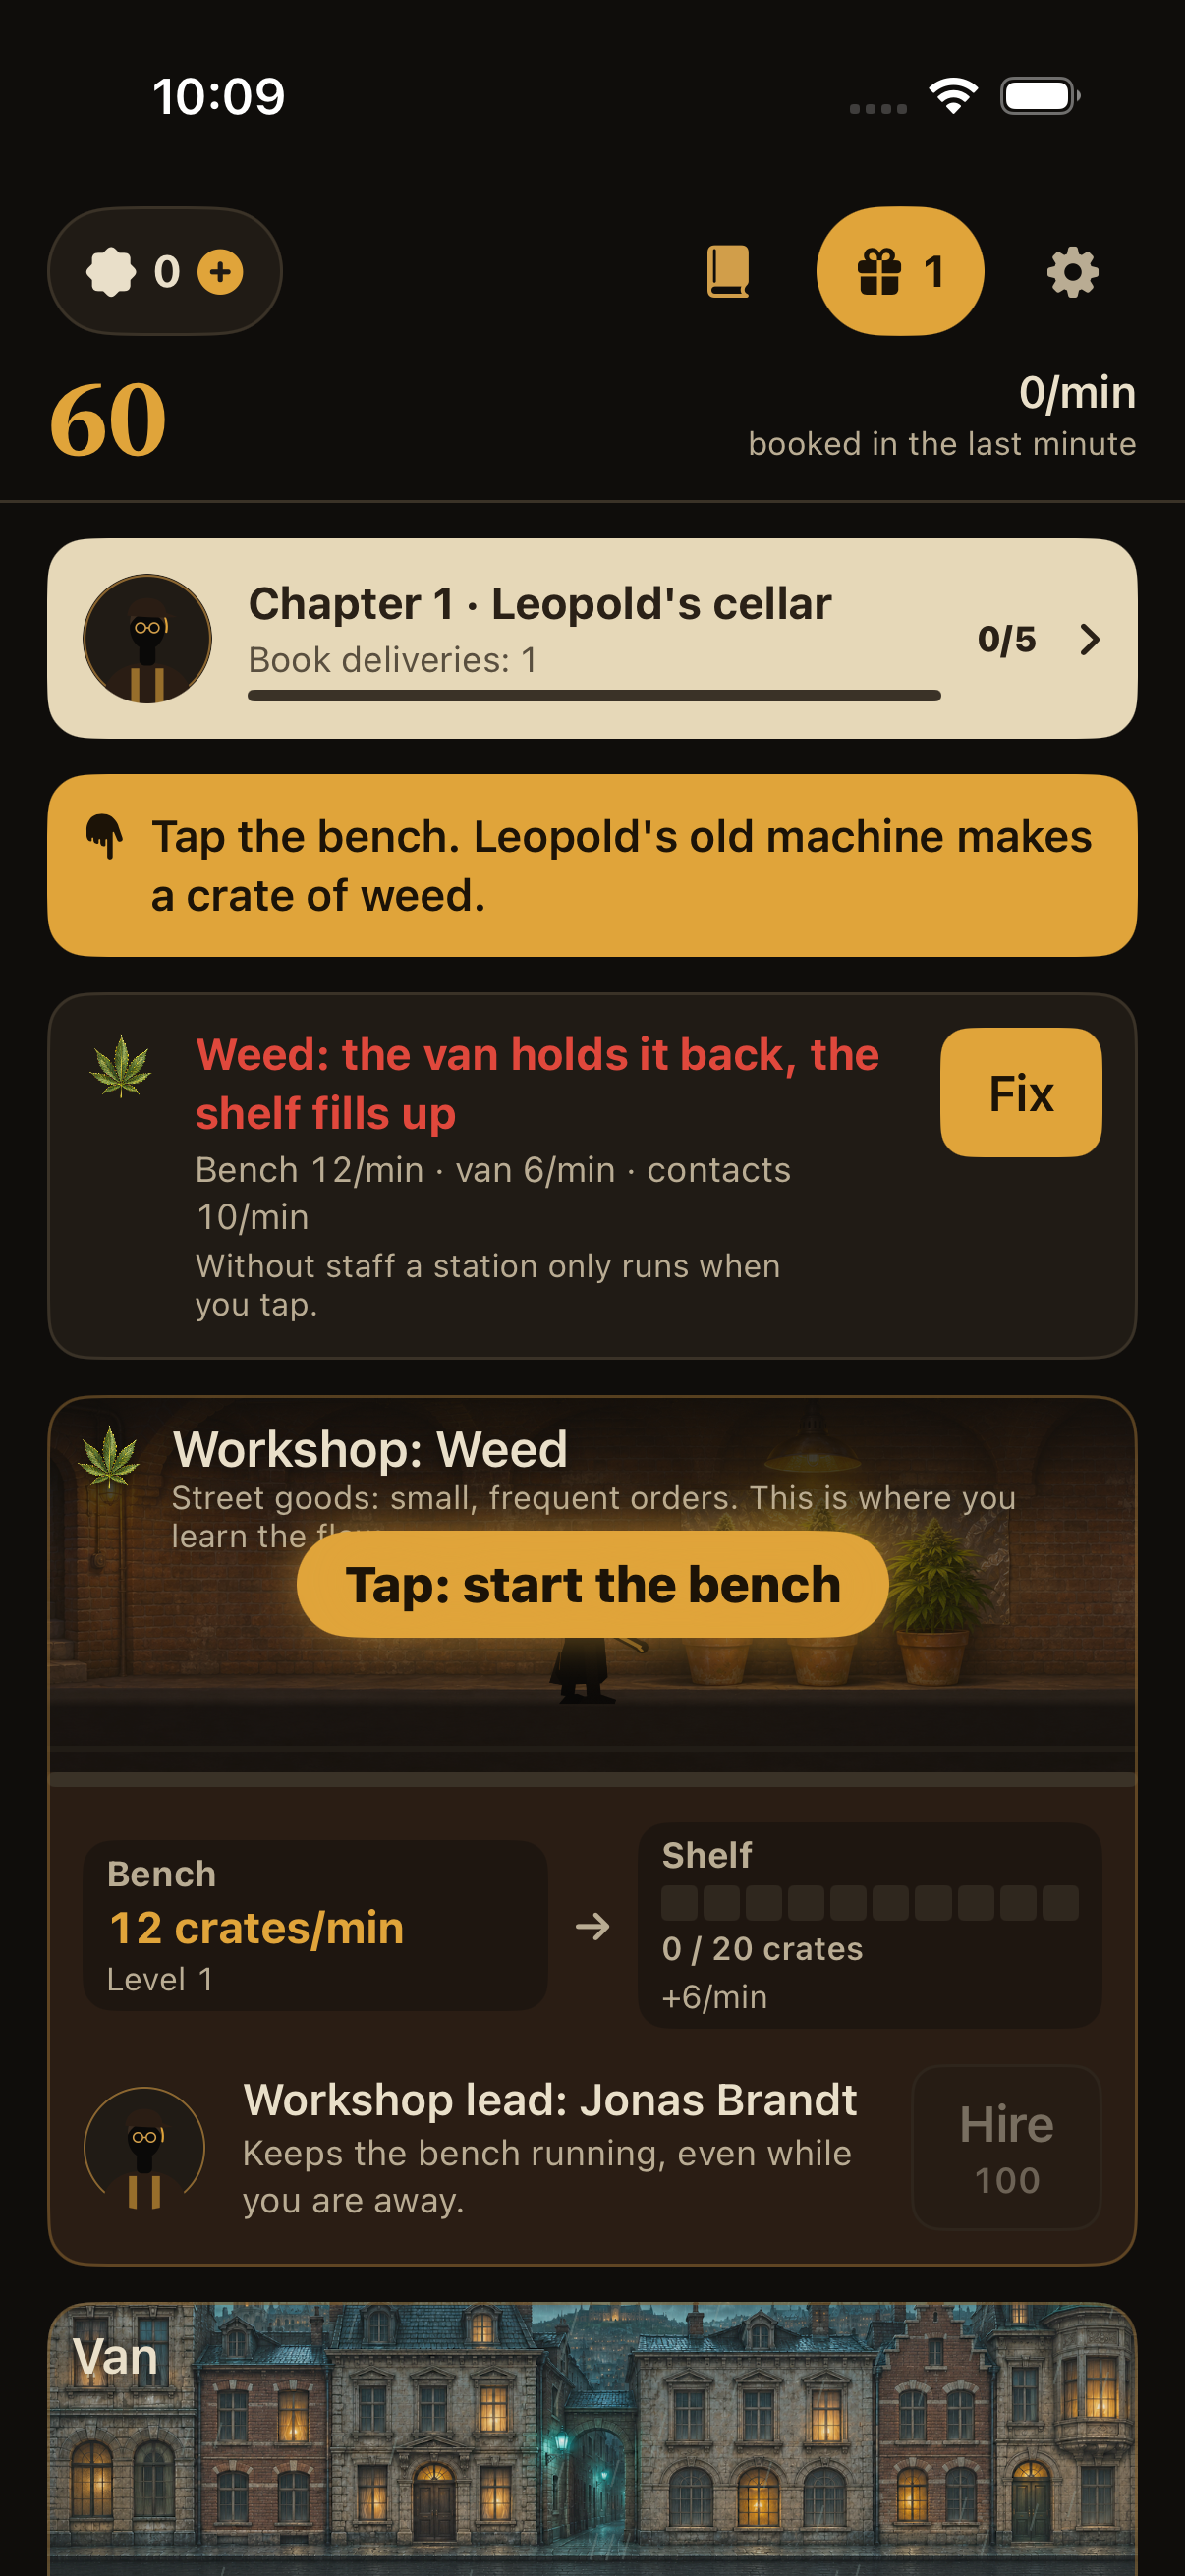 10:09
0
1
60
0/min
booked in the last minute
Chapter 1 · Leopold's cellar
Book deliveries: 1
0/5
Tap the bench. Leopold's old machine makes
a crate of weed.
Weed: the van holds it back, the
shelf fills up
Fix
Bench 12/min · van 6/min · contacts
10/min
Without staff a station only runs when
you tap.
Workshop: Weed
Street goods: small, frequent orders. This is where you
learn the
Tap: start the bench
Bench
12 crates/min
Level 1
Shelf
0 / 20 crates
+6/min
Workshop lead: Jonas Brandt
Keeps the bench running, even while
you are away.
Hire
100
Van